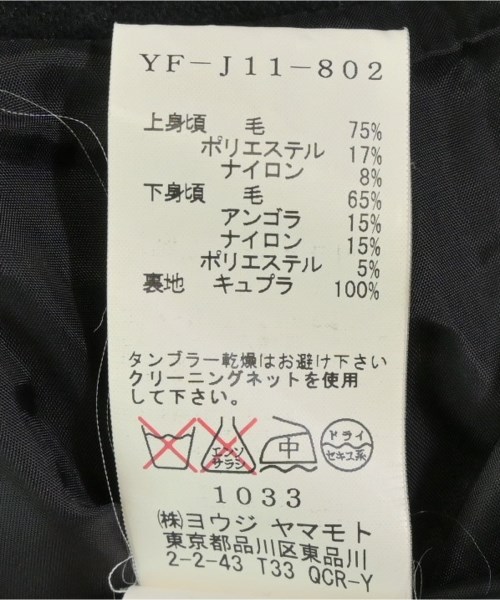 YF-J11-802
上身頃 毛 75%
ポリエステル 17%
ナイロン 8%
下身頃 毛 65%
アンゴラ 15%
ナイロン 15%
ポリエステル 5%
裏地 キュプラ 100%
タンブラー乾燥はお避け下さい
クリーニングネットを使用
して下さい。
エンソ サラシ 中 ドライ セキユ系
1033
㈱ヨウジ ヤマモト
東京都品川区東品川
2-2-43 T33 QCR-Y